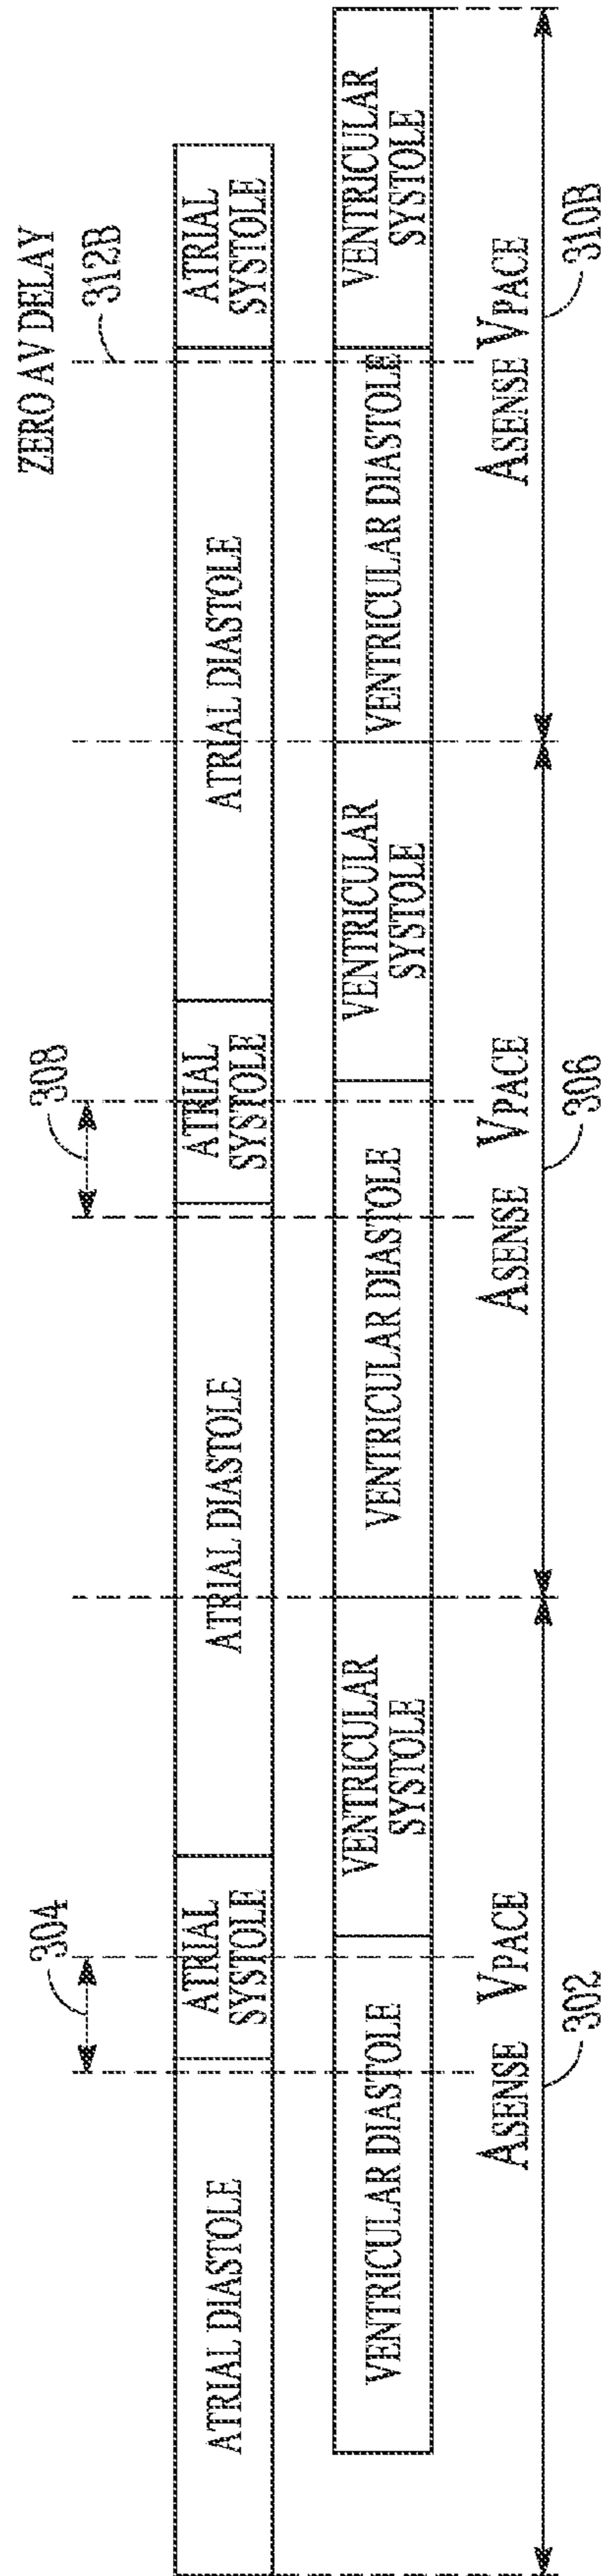 ZERO AV DELAY
304
308
312B
ATRIAL DIASTOLE
ATRIAL
SYSTOLE
ATRIAL DIASTOLE
ATRIAL
SYSTOLE
ATRIAL DIASTOLE
ATRIAL
SYSTOLE
VENTRICULAR DIASTOLE
VENTRICULAR
SYSTOLE
VENTRICULAR DIASTOLE
VENTRICULAR
SYSTOLE
VENTRICULAR DIASTOLE
VENTRICULAR
SYSTOLE
ASENSE VPACE
ASENSE VPACE
ASENSE VPACE
302
306
310B